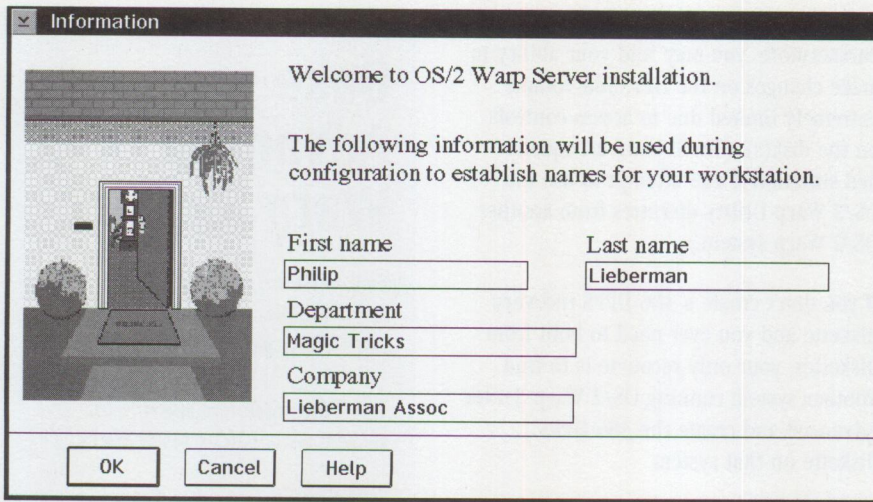 Information
Welcome to OS/2 Warp Server installation.
The following information will be used during
configuration to establish names for your workstation.
First name
Last name
Philip
Lieberman
Department
Magic Tricks
Company
Lieberman Assoc
OK
Cancel
Help